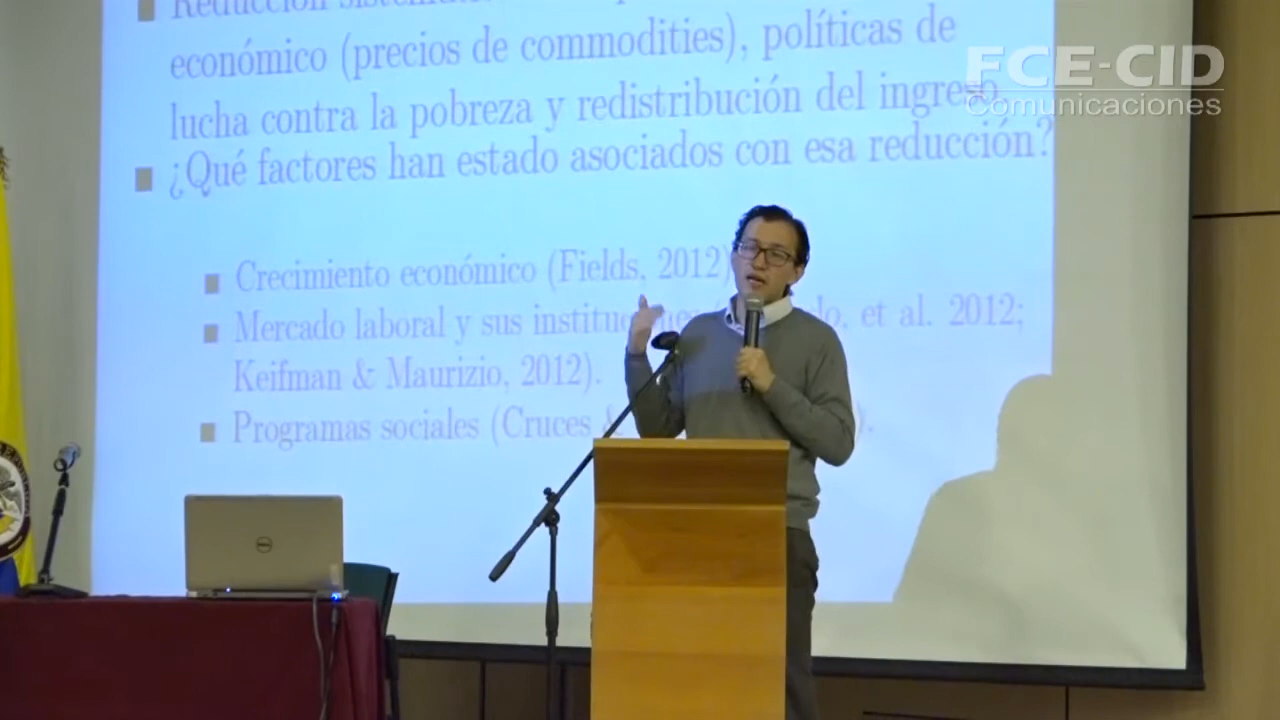 Reducción
económico (precios de commodities), políticas de
lucha contra la pobreza y redistribución del ingreso
¿Qué factores han estado asociados con esa reducción?
Crecimiento económico (Fields, 2012)
Mercado laboral y sus et al. 2012;
Keifman & Maurizio, 2012).
Programas sociales (Cruces &
FCE-CID
Comunicaciones
DELL